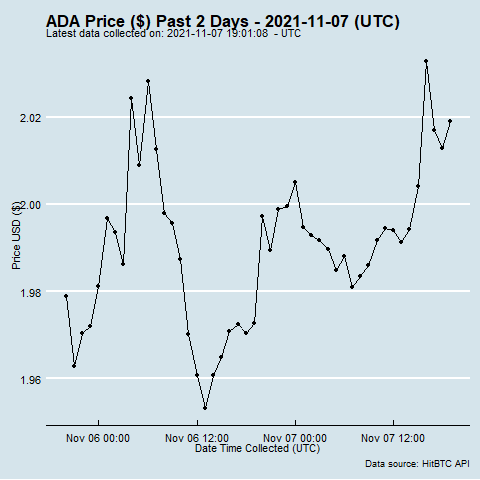 ADA Price ($) Past 2 Days - 2021-11-07 (UTC)
Latest data collected on: 2021-11-07 19:01:08 - UTC
Price USD ($)
2.02
2.00
1.98
1.96
Nov 06 00:00 Nov 06 12:00 Nov 07 00:00 Nov 07 12:00
Date Time Collected (UTC)
Data source: HitBTC API